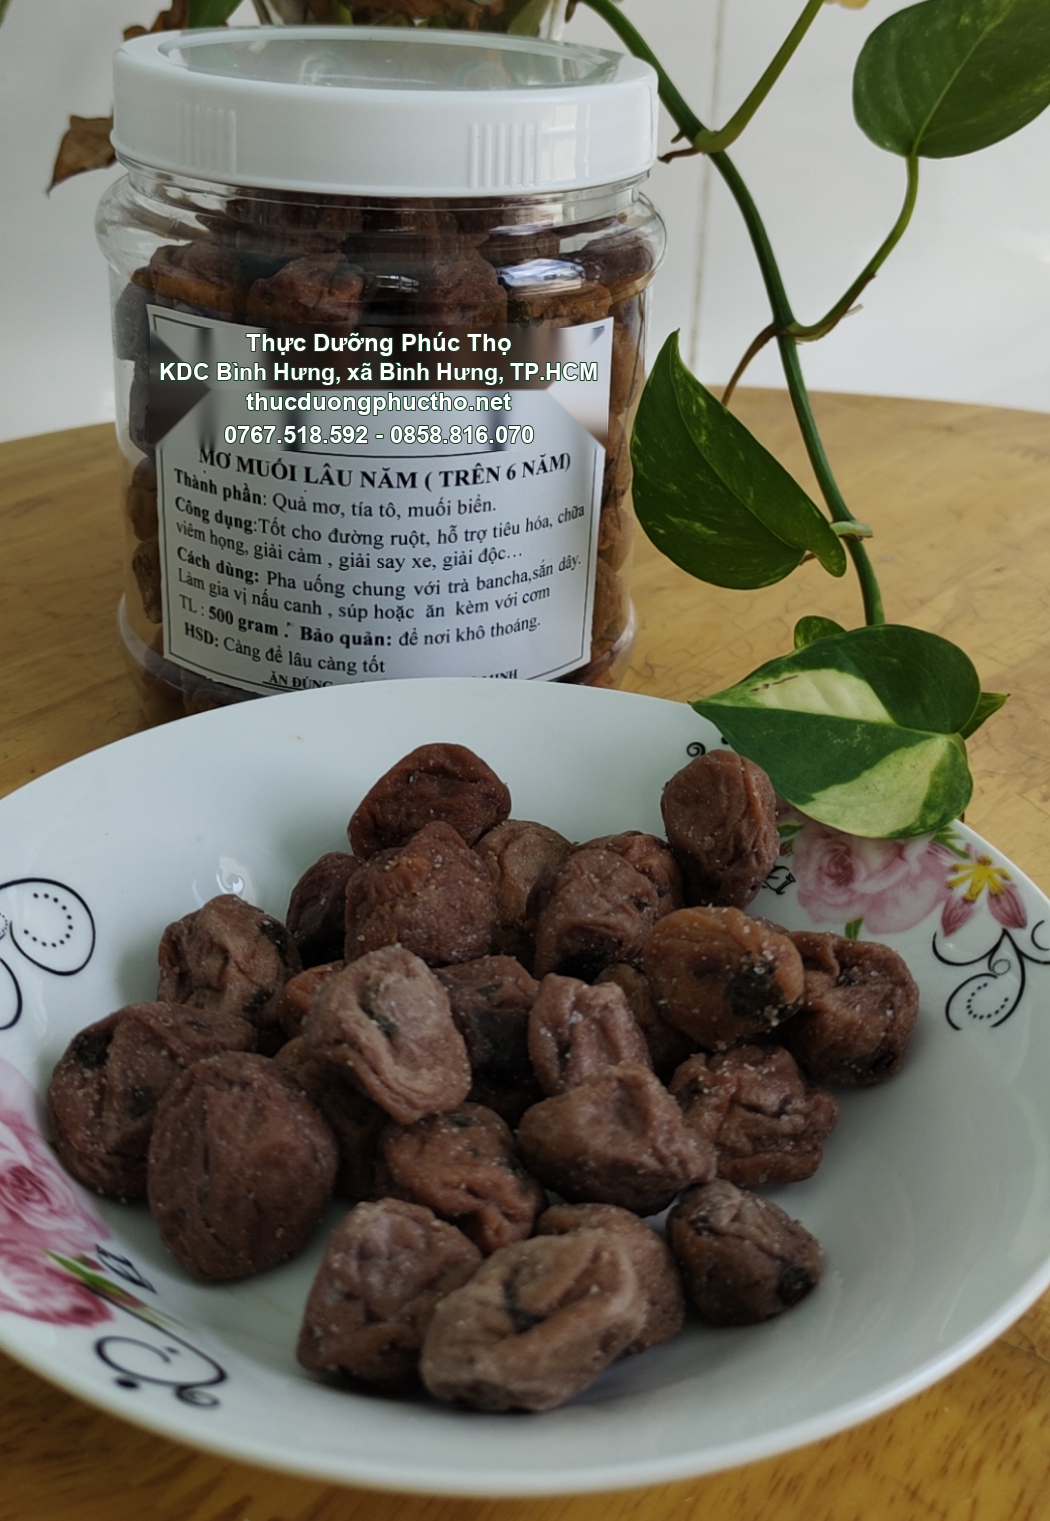 Thực Dưỡng Phúc Thọ
KDC Bình Hưng, xã Bình Hưng, TP.HCM
thucduongphuctho.net
0767.518.592 - 0858.816.070
MƠ MUỐI LÂU NĂM ( TRÊN 6 NĂM)
Thành phần: Quả mơ, tía tô, muối biển.
Công dụng:Tốt cho đường ruột, hỗ trợ tiêu hóa, chữa
viêm họng, giải cảm , giải say xe, giải độc...
Cách dùng: Pha uống chung với trà bancha,sắn dây.
Làm gia vị nấu canh , súp hoặc ăn kèm với cơm
TL : 500 gram . Bảo quản: để nơi khô thoáng.
HSD: Càng để lâu càng tốt
ĂN ĐÚNG